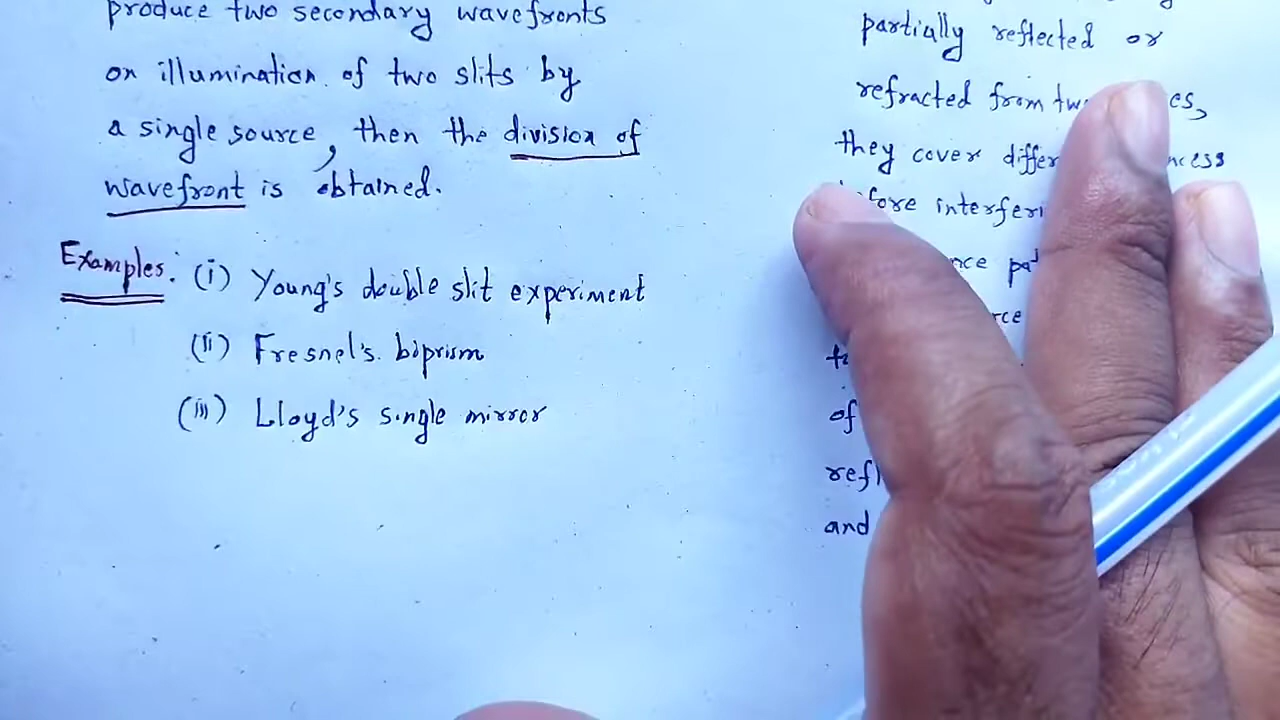 produce two secondary wavefronts
on illumination of two slits by
a single source, then the division of
wavefront is obtained.
Examples: (i) Young's double slit experiment
(ii) Fresnel's biprism
(iii) Lloyd's single mirror
partially reflected or
refracted from
they cover
interfering
of
and